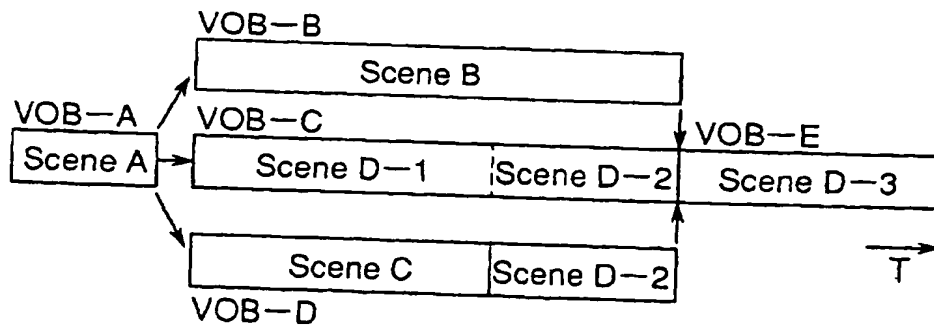 VOB—B
Scene B
VOB—A
VOB—C
VOB—E
Scene A
Scene D—1
Scene D—2
Scene D—3
Scene C
Scene D—2
T
VOB—D